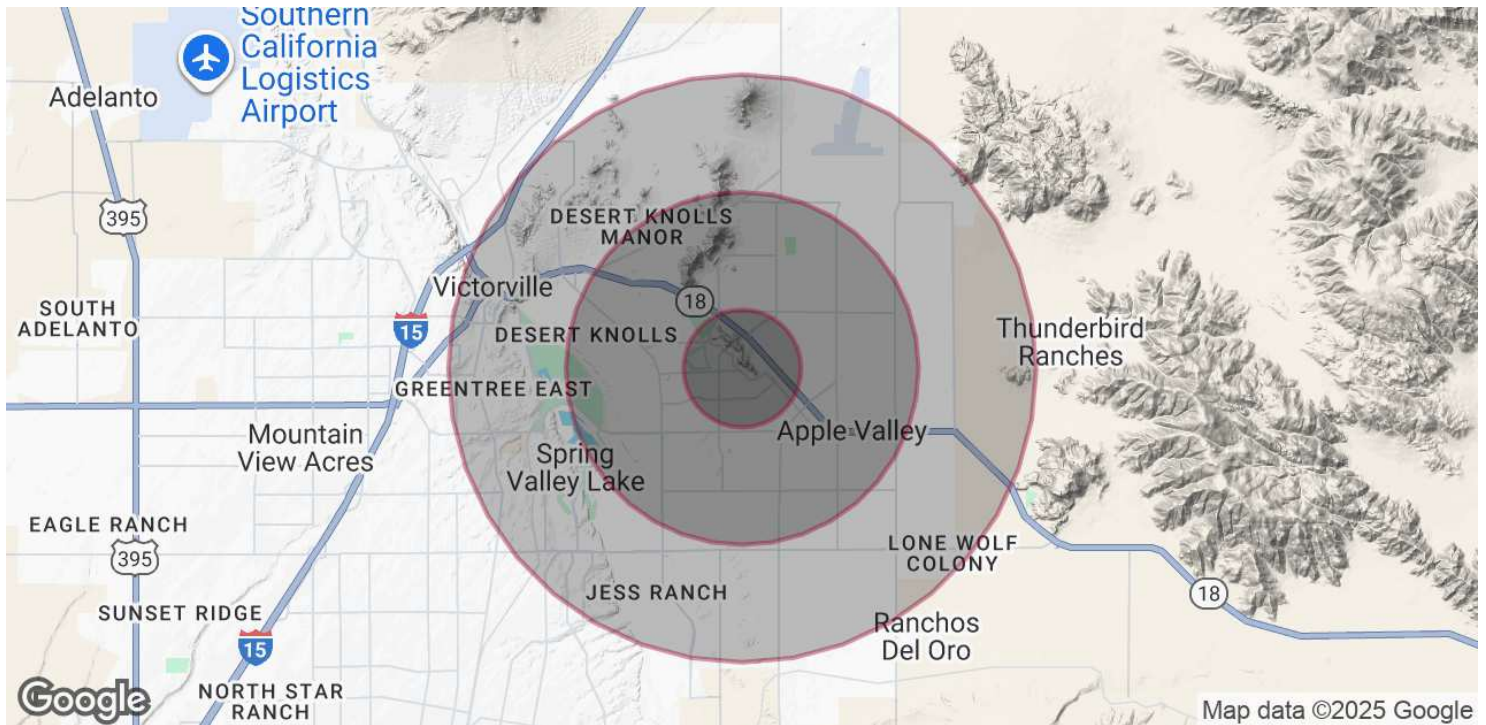 Southern
California
Logistics
Airport
Adelanto
395
DESERT KNOLLS
MANOR
Victorville
18
SOUTH
ADELANTO
15
DESERT KNOLLS
Thunderbird
Ranches
GREENTREE EAST
Mountain
View Acres
Apple Valley
Spring
Valley Lake
EAGLE RANCH
395
LONE WOLF
COLONY
JESS RANCH
18
SUNSET RIDGE
Ranchos
Del Oro
15
NORTH STAR
RANCH
Google
Map data ©2025 Google